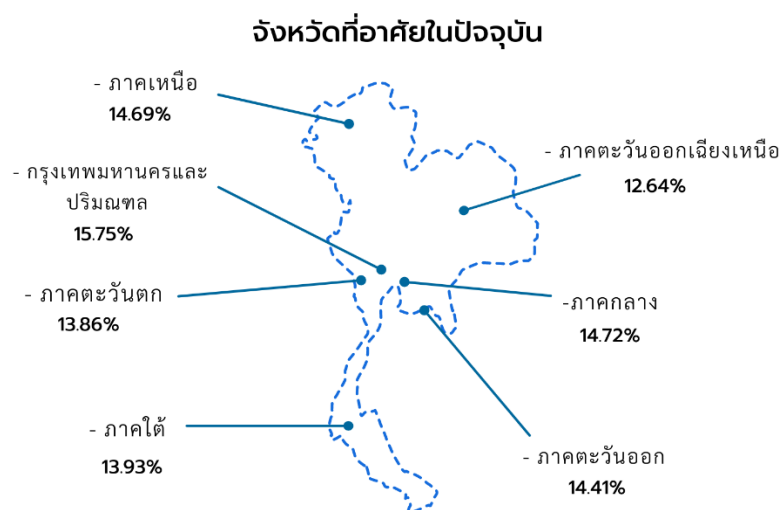 จังหวัดที่อาศัยในปัจจุบัน
- ภาคเหนือ
14.69%
- กรุงเทพมหานครและ
ปริมณฑล
15.75%
- ภาคตะวันตก
13.86%
- ภาคใต้
13.93%
- ภาคตะวันออกเฉียงเหนือ
12.64%
-ภาคกลาง
14.72%
- ภาคตะวันออก
14.41%